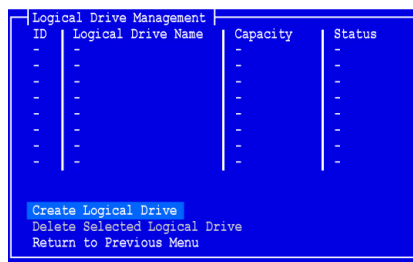 Logical Drive Management
ID Logical Drive Name Capacity Status
- - - -
- - - -
- - - -
- - - -
- - - -
- - - -
- - - -
- - - -
Create Logical Drive
Delete Selected Logical Drive
Return to Previous Menu